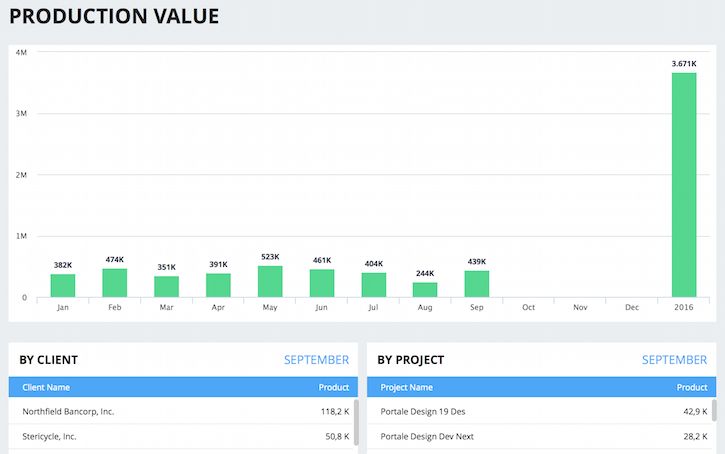 PRODUCTION VALUE
4M
3M
2M
1M
0
382K
474K
351K
391K
523K
461K
404K
244K
439K
3.671K
Jan Feb Mar Apr May Jun Jul Aug Sep Oct Nov Dec 2016
BY CLIENT SEPTEMBER
Client Name Product
Northfield Bancorp, Inc. 118,2 K
Stericycle, Inc. 50,8 K
BY PROJECT SEPTEMBER
Project Name Product
Portale Design 19 Des 42,9 K
Portale Design Dev Next 28,2 K